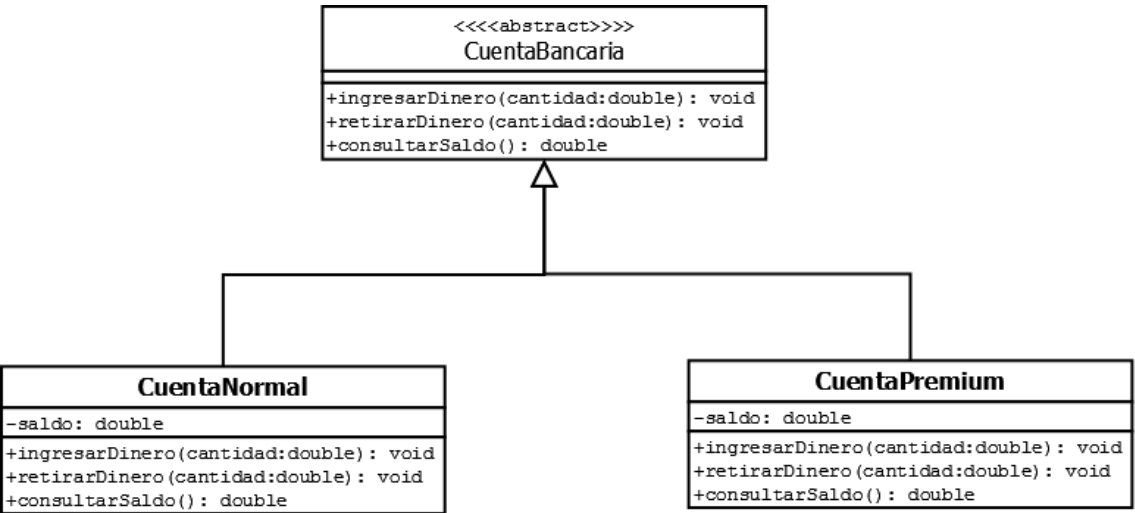 <<<<abstract>>>>
CuentaBancaria
+ingresarDinero(cantidad:double): void
+retirarDinero(cantidad:double): void
+consultarSaldo(): double
CuentaNormal
-saldo: double
+ingresarDinero(cantidad:double): void
+retirarDinero(cantidad:double): void
+consultarSaldo(): double
CuentaPremium
-saldo: double
+ingresarDinero(cantidad:double): void
+retirarDinero(cantidad:double): void
+consultarSaldo(): double